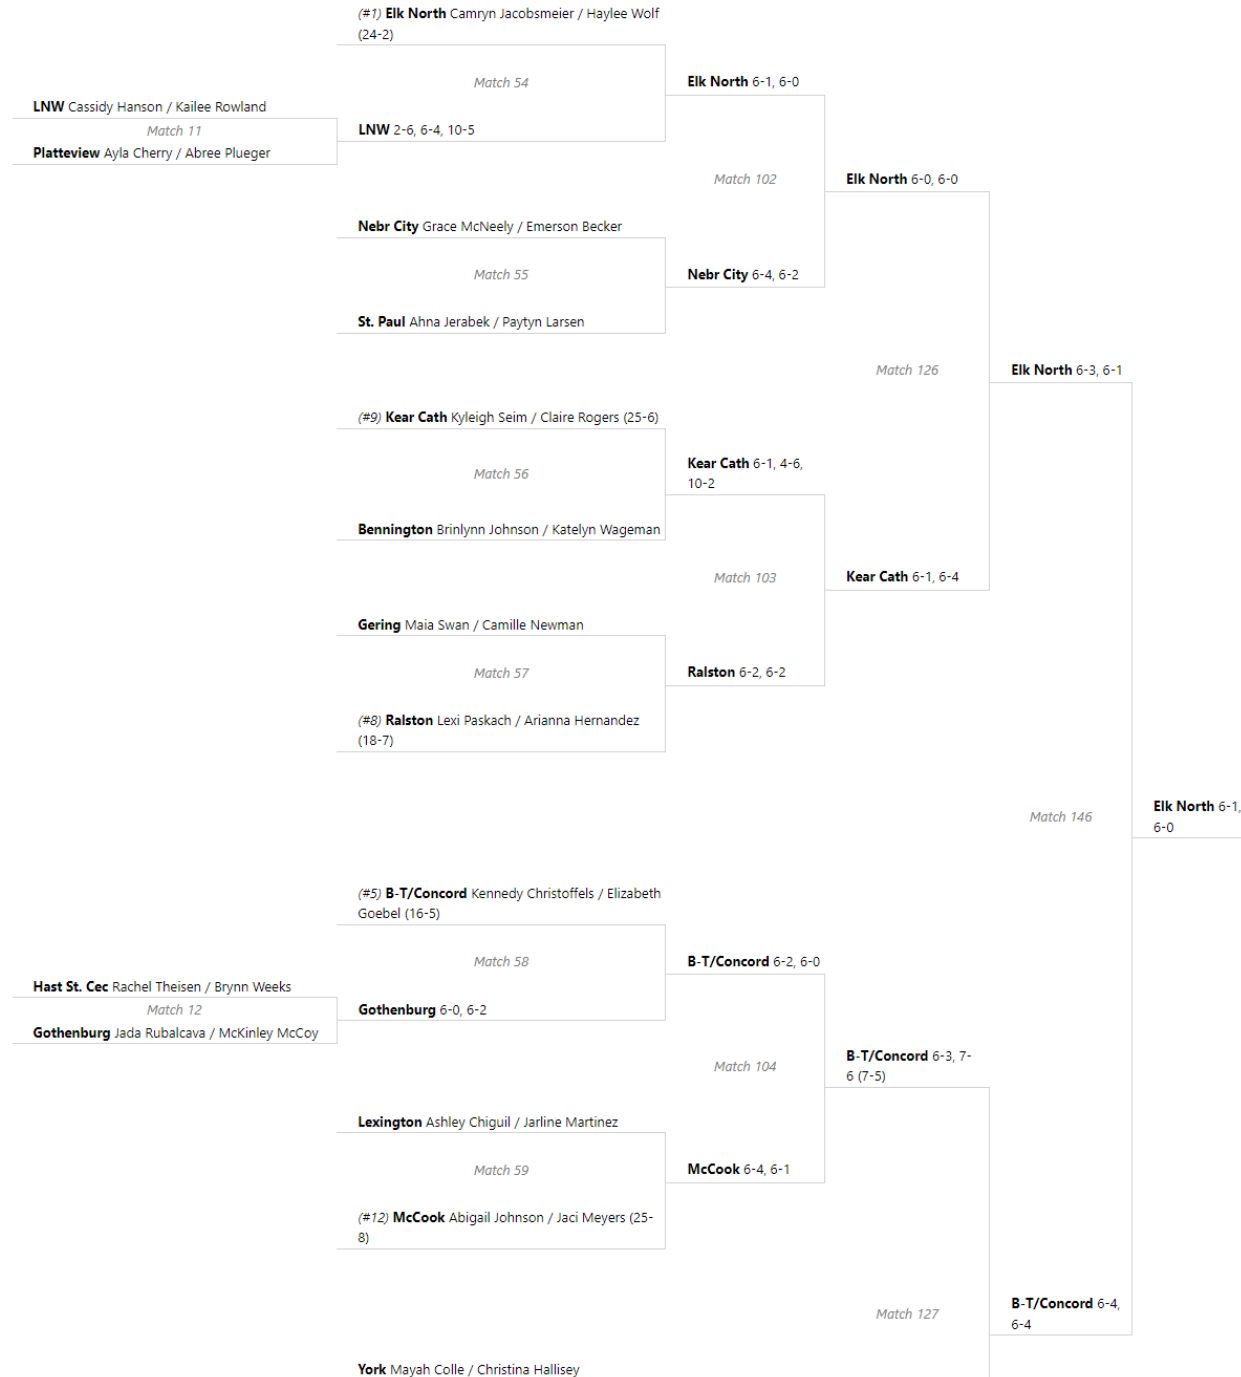 (#1) Elk North Camryn Jacobsmeier / Haylee Wolf
(24-2)
Match 54
Elk North 6-1, 6-0
LNW Cassidy Hanson / Kailee Rowland
Match 11
LNW 2-6, 6-4, 10-5
Platteview Ayla Cherry / Abree Plueger
Match 102
Elk North 6-0, 6-0
Nebr City Grace McNeely / Emerson Becker
Match 55
Nebr City 6-4, 6-2
St. Paul Ahna Jerabek / Paytyn Larsen
Match 126
Elk North 6-3, 6-1
(#9) Kear Cath Kyleigh Seim / Claire Rogers (25-6)
Match 56
Kear Cath 6-1, 4-6,
10-2
Bennington Brinlynn Johnson / Katelyn Wageman
Match 103
Kear Cath 6-1, 6-4
Gering Maia Swan / Camille Newman
Match 57
Ralston 6-2, 6-2
(#8) Ralston Lexi Paskach / Arianna Hernandez
(18-7)
Match 146
Elk North 6-1,
6-0
(#5) B-T/Concord Kennedy Christoffels / Elizabeth
Goebel (16-5)
Match 58
B-T/Concord 6-2, 6-0
Hast St. Cec Rachel Theisen / Brynn Weeks
Match 12
Gothenburg 6-0, 6-2
Gothenburg Jada Rubalcava / McKinley McCoy
Match 104
B-T/Concord 6-3, 7-
6 (7-5)
Lexington Ashley Chiguil / Jarline Martinez
Match 59
McCook 6-4, 6-1
(#12) McCook Abigail Johnson / Jaci Meyers (25-
8)
Match 127
B-T/Concord 6-4,
6-4
York Mayah Colle / Christina Hallisey